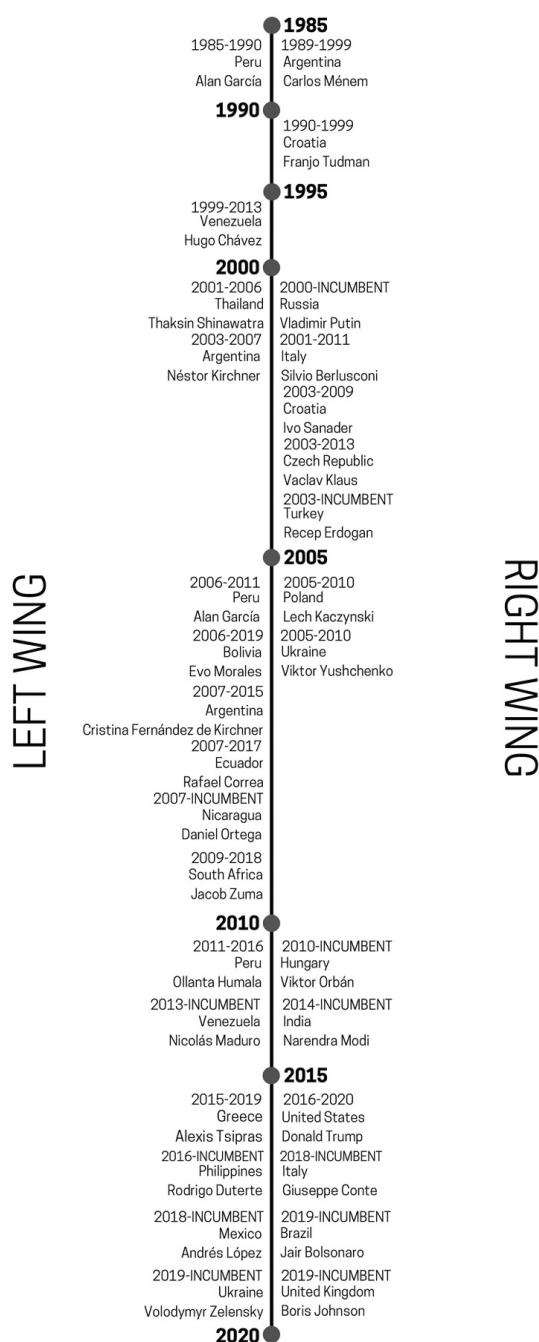 1985
1985-1990
Peru
Alan García
1989-1999
Argentina
Carlos Ménem
1990
1990-1999
Croatia
Franjo Tudman
1995
1999-2013
Venezuela
Hugo Chávez
2000
2001-2006
Thailand
Thaksin Shinawatra
2003-2007
Argentina
Néstor Kirchner
2000-INCUMBENT
Russia
Vladimir Putin
2001-2011
Italy
Silvio Berlusconi
2003-2009
Croatia
Ivo Sanader
2003-2013
Czech Republic
Vaclav Klaus
2003-INCUMBENT
Turkey
Recep Erdogan
2005
LEFT WING
2006-2011
Peru
Alan García
2006-2019
Bolivia
Evo Morales
2007-2015
Argentina
Cristina Fernández de Kirchner
2007-2017
Ecuador
Rafael Correa
2007-INCUMBENT
Nicaragua
Daniel Ortega
2009-2018
South Africa
Jacob Zuma
2005-2010
Poland
Lech Kaczynski
2005-2010
Ukraine
Viktor Yushchenko
RIGHT WING
2010
2011-2016
Peru
Ollanta Humala
2013-INCUMBENT
Venezuela
Nicolás Maduro
2010-INCUMBENT
Hungary
Viktor Orbán
2014-INCUMBENT
India
Narendra Modi
2015
2015-2019
Greece
Alexis Tsipras
2016-INCUMBENT
Philippines
Rodrigo Duterte
2018-INCUMBENT
Mexico
Andrés López
2019-INCUMBENT
Ukraine
Volodymyr Zelensky
2016-2020
United States
Donald Trump
2018-INCUMBENT
Italy
Giuseppe Conte
2019-INCUMBENT
Brazil
Jair Bolsonaro
2019-INCUMBENT
United Kingdom
Boris Johnson
2020